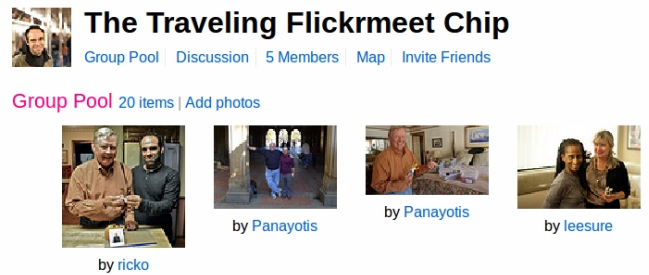 The Traveling Flickrmeet Chip
Group Pool Discussion 5 Members Map Invite Friends
Group Pool 20 items | Add photos
by ricko
by Panayotis
by Panayotis
by leesure